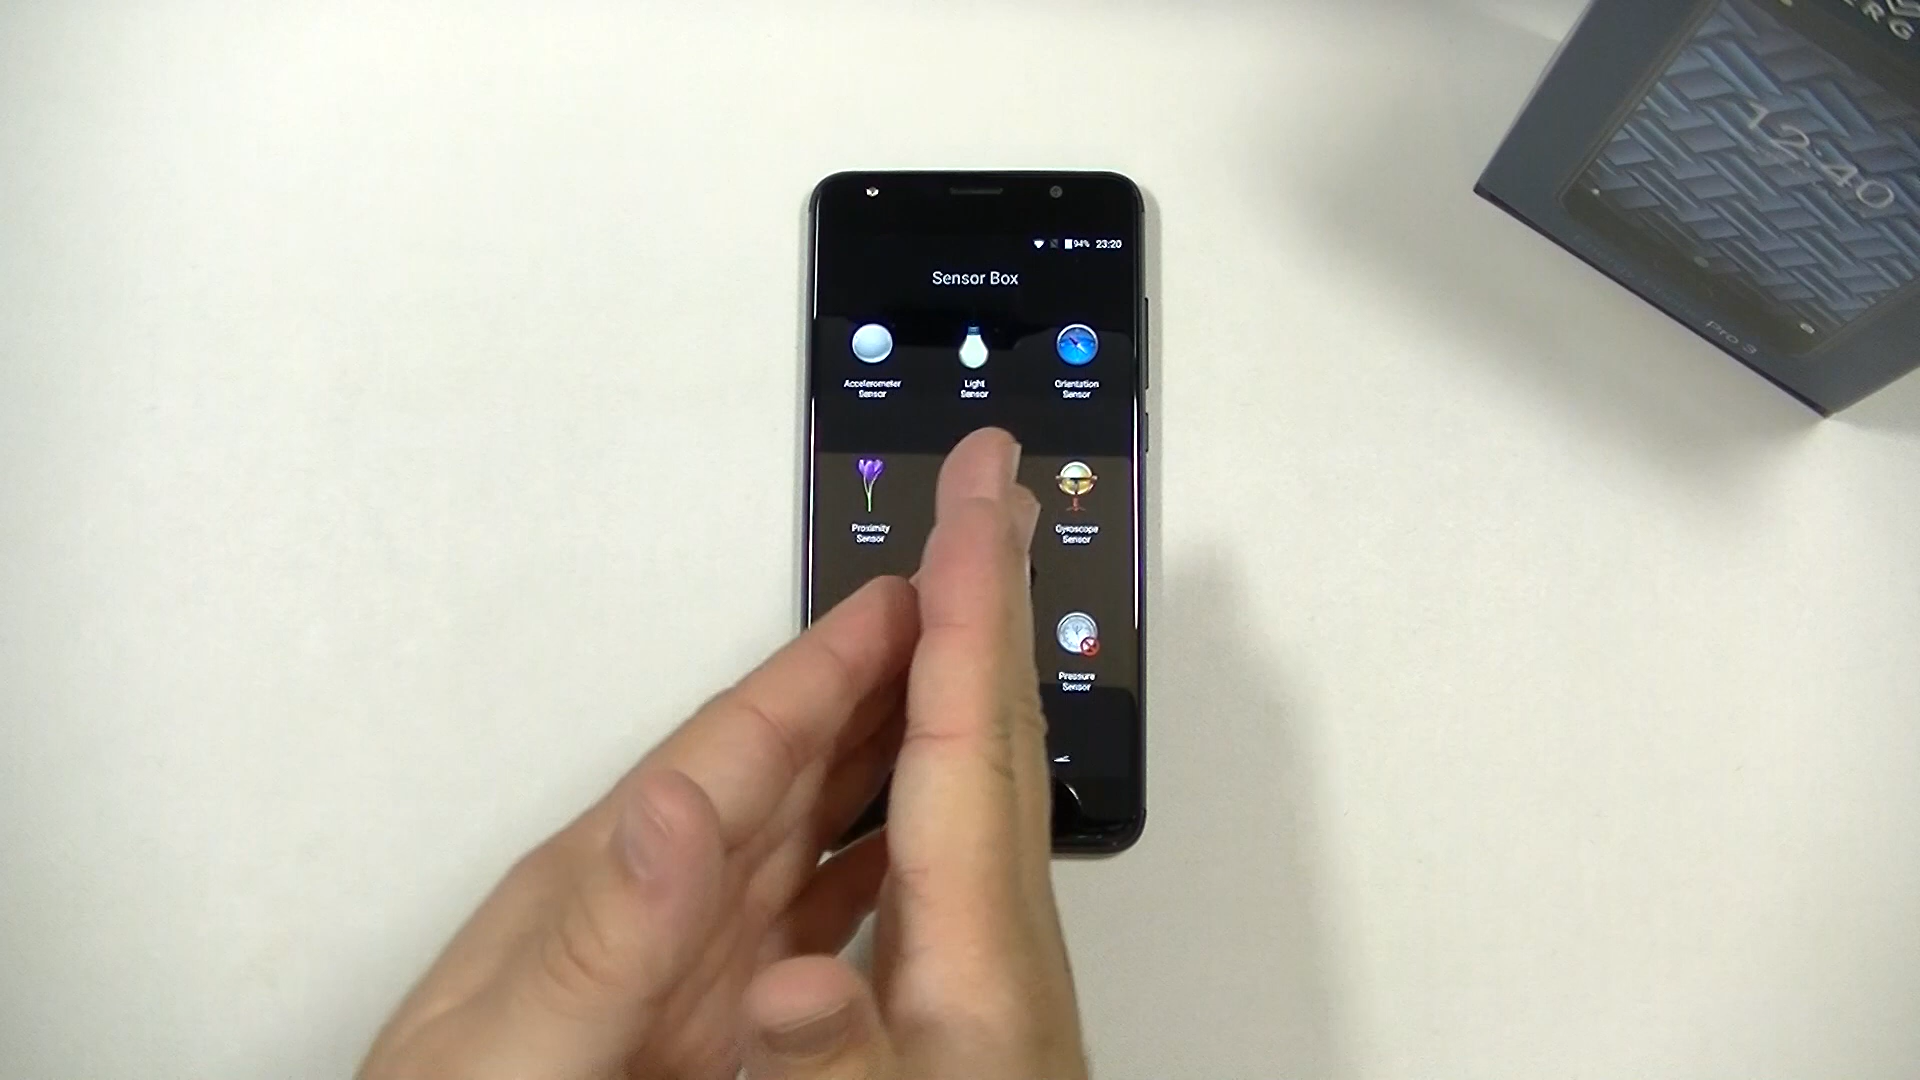 94% 23:20
Sensor Box
Accelerometer
Sensor
Light
Sensor
Orientation
Sensor
Proximity
Sensor
Gyroscope
Sensor
Pressure
Sensor
12:40
Pro 3